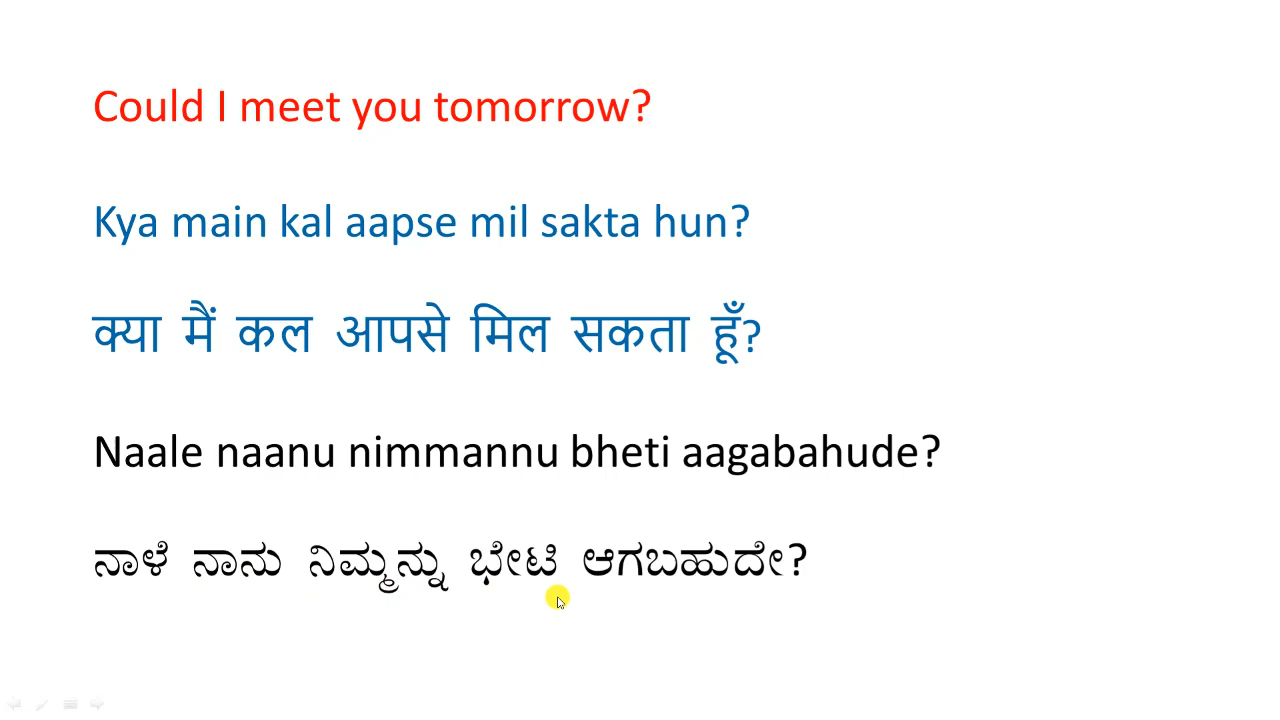 Could I meet you tomorrow?
Kya main kal aapse mil sakta hun?
क्या मैं कल आपसे मिल सकता हूँ?
Naale naanu nimmannu bheti aagabahude?
ನಾಳೆ ನಾನು ನಿಮ್ಮನ್ನು ಭೇಟಿ ಆಗಬಹುದೇ?